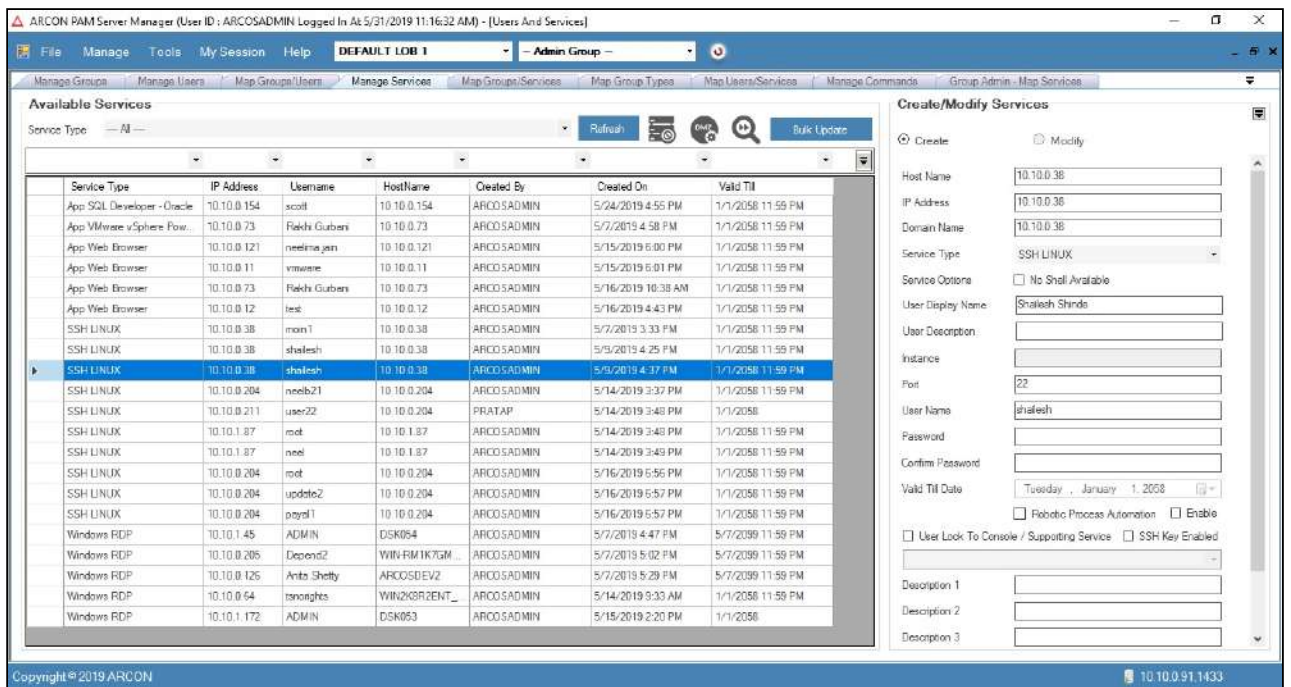 ARCON PAM Server Manager (User ID : ARCOSADMIN Logged In At 5/31/2019 11:16:32 AM) - [Users And Services]
File Manage Tools My Session Help DEFAULT LOB 1 -- Admin Group --
Manage Groups Manage Users Map Groups/Users Manage Services Map Groups/Services Map Group Types Map Users/Services Manage Commands Group Admin - Map Services
Available Services
Service Type -- All -- Refresh DMZ Bulk Update
Service Type IP Address Username HostName Created By Created On Valid Till
App SQL Developer - Oracle 10.10.0.154 scott 10.10.0.154 ARCOSADMIN 5/24/2019 4:55 PM 1/1/2058 11:59 PM
App VMware vSphere Pow... 10.10.0.73 Rakhi Gurbani 10.10.0.73 ARCOSADMIN 5/7/2019 4:58 PM 1/1/2058 11:59 PM
App Web Browser 10.10.0.121 neelima.jain 10.10.0.121 ARCOSADMIN 5/15/2019 6:00 PM 1/1/2058 11:59 PM
App Web Browser 10.10.0.11 vmware 10.10.0.11 ARCOSADMIN 5/15/2019 6:01 PM 1/1/2058 11:59 PM
App Web Browser 10.10.0.73 Rakhi Gurbani 10.10.0.73 ARCOSADMIN 5/16/2019 10:38 AM 1/1/2058 11:59 PM
App Web Browser 10.10.0.12 test 10.10.0.12 ARCOSADMIN 5/16/2019 4:43 PM 1/1/2058 11:59 PM
SSH LINUX 10.10.0.38 mam1 10.10.0.38 ARCOSADMIN 5/7/2019 3:33 PM 1/1/2058 11:59 PM
SSH LINUX 10.10.0.38 shailesh 10.10.0.38 ARCOSADMIN 5/9/2019 4:25 PM 1/1/2058 11:59 PM
SSH LINUX 10.10.0.38 shailesh 10.10.0.38 ARCOSADMIN 5/9/2019 4:37 PM 1/1/2058 11:59 PM
SSH LINUX 10.10.0.204 neelb21 10.10.0.204 ARCOSADMIN 5/14/2019 3:37 PM 1/1/2058 11:59 PM
SSH LINUX 10.10.0.211 user22 10.10.0.204 PRATAP 5/14/2019 3:48 PM 1/1/2058
SSH LINUX 10.10.1.87 root 10.10.1.87 ARCOSADMIN 5/14/2019 3:48 PM 1/1/2058 11:59 PM
SSH LINUX 10.10.1.87 neel 10.10.1.87 ARCOSADMIN 5/14/2019 3:49 PM 1/1/2058 11:59 PM
SSH LINUX 10.10.0.204 root 10.10.0.204 ARCOSADMIN 5/16/2019 6:56 PM 1/1/2058 11:59 PM
SSH LINUX 10.10.0.204 update2 10.10.0.204 ARCOSADMIN 5/16/2019 6:57 PM 1/1/2058 11:59 PM
SSH LINUX 10.10.0.204 payal1 10.10.0.204 ARCOSADMIN 5/16/2019 6:57 PM 1/1/2058 11:59 PM
Windows RDP 10.10.1.45 ADMIN DSK054 ARCOSADMIN 5/7/2019 4:47 PM 5/7/2099 11:59 PM
Windows RDP 10.10.0.205 Depend2 WIN-RM1K7GM... ARCOSADMIN 5/7/2019 5:02 PM 5/7/2099 11:59 PM
Windows RDP 10.10.0.126 Anita.Shetty ARCOSDEV2 ARCOSADMIN 5/7/2019 5:29 PM 5/7/2099 11:59 PM
Windows RDP 10.10.0.64 tsnorights WIN2K8R2ENT_ ARCOSADMIN 5/14/2019 9:33 AM 1/1/2058 11:59 PM
Windows RDP 10.10.1.172 ADMIN DSK053 ARCOSADMIN 5/15/2019 2:20 PM 1/1/2058
Create/Modify Services
Create Modify
Host Name 10.10.0.38
IP Address 10.10.0.38
Domain Name 10.10.0.38
Service Type SSH LINUX
Service Options No Shell Available
User Display Name Shailesh Shinde
User Description
Instance
Port 22
User Name shailesh
Password
Confirm Password
Valid Till Date Tuesday , January 1, 2058
Robotic Process Automation Enable
User Lock To Console / Supporting Service SSH Key Enabled
Description 1
Description 2
Description 3
Copyright © 2019 ARCON 10.10.0.91,1433